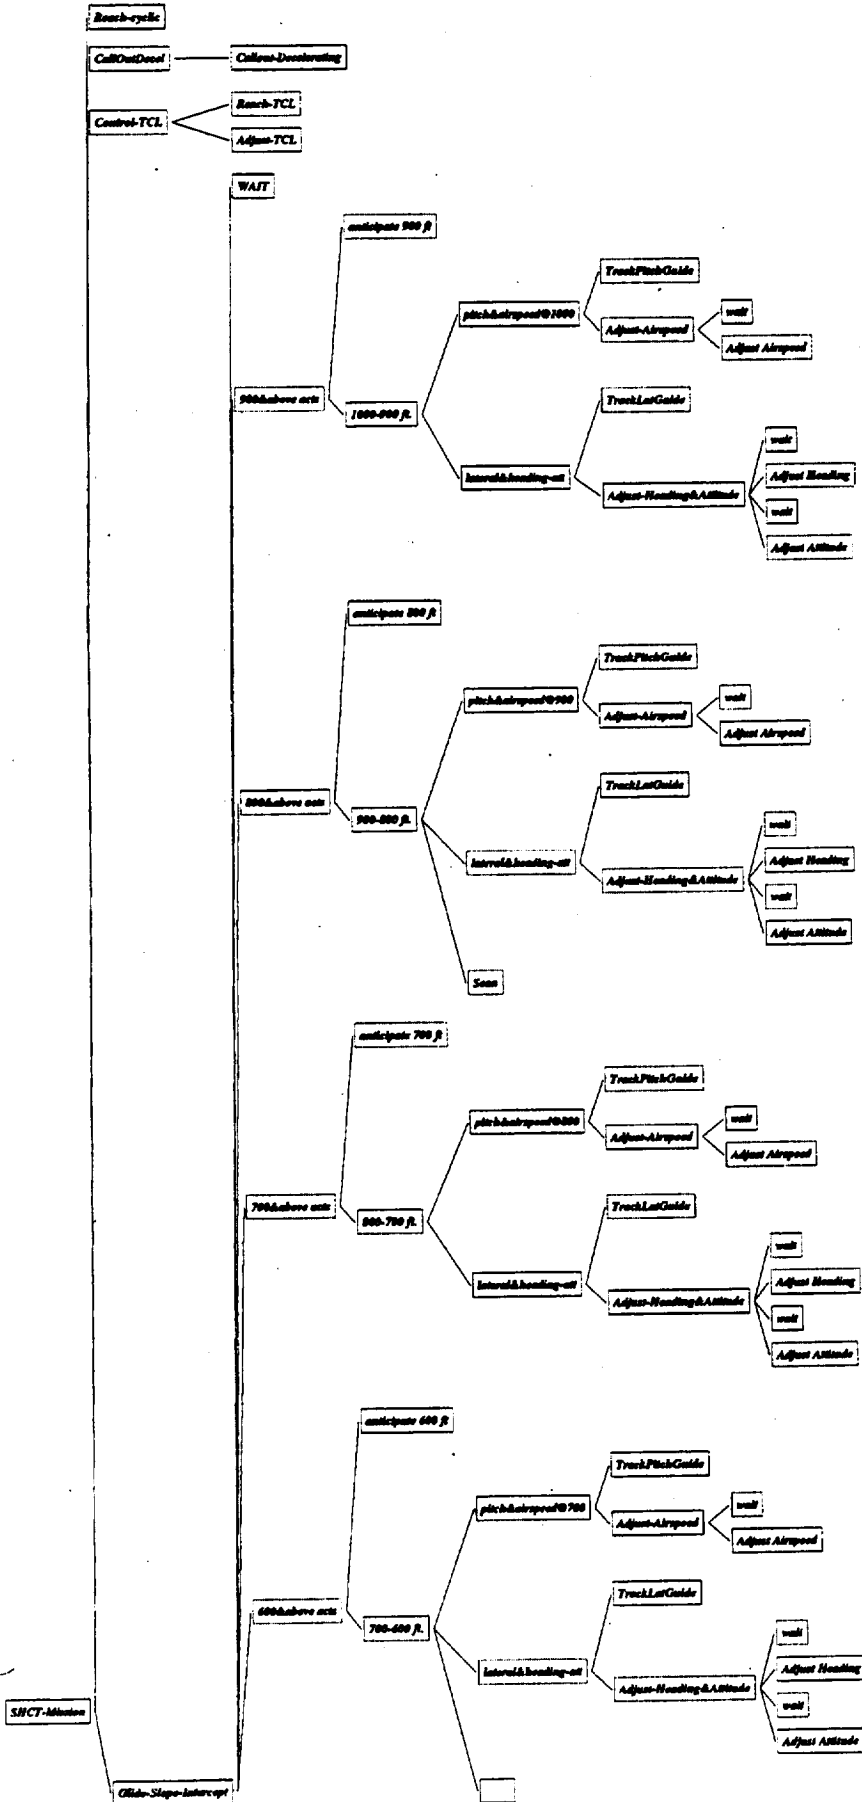 Reach-cyclic
CallOutDecel
Callout-Decelerating
Control-TCL
Reach-TCL
Adjust-TCL
WAIT
anticipate 900 ft
TrackPitchGuide
pitch&airspeed@1000
wait
Adjust-Airspeed
Adjust Airspeed
900&above acts
TrackLatGuide
1000-900 ft.
wait
lateral&heading-att
Adjust Heading
Adjust-Heading&Attitude
wait
Adjust Attitude
anticipate 800 ft
TrackPitchGuide
pitch&airspeed@900
wait
Adjust-Airspeed
Adjust Airspeed
TrackLatGuide
800&above acts
900-800 ft.
wait
lateral&heading-att
Adjust Heading
Adjust-Heading&Attitude
wait
Adjust Attitude
Scan
anticipate 700 ft
TrackPitchGuide
pitch&airspeed@800
wait
Adjust-Airspeed
Adjust Airspeed
700&above acts
TrackLatGuide
800-700 ft.
wait
lateral&heading-att
Adjust Heading
Adjust-Heading&Attitude
wait
Adjust Attitude
anticipate 600 ft
TrackPitchGuide
pitch&airspeed@700
wait
Adjust-Airspeed
Adjust Airspeed
TrackLatGuide
600&above acts
700-600 ft.
wait
lateral&heading-att
Adjust Heading
Adjust-Heading&Attitude
wait
SHCT-Mission
Adjust Attitude
Glide-Slope-Intercept